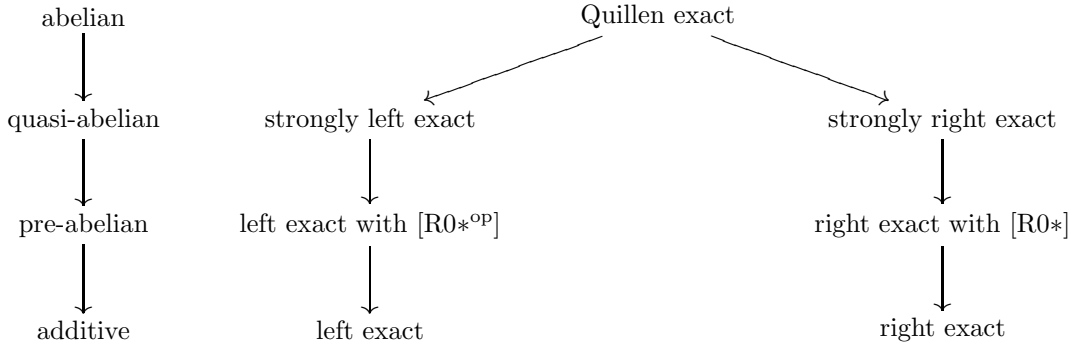 abelian
Quillen exact
quasi-abelian
strongly left exact
strongly right exact
pre-abelian
left exact with [R0∗ᵒᵖ]
right exact with [R0∗]
additive
left exact
right exact